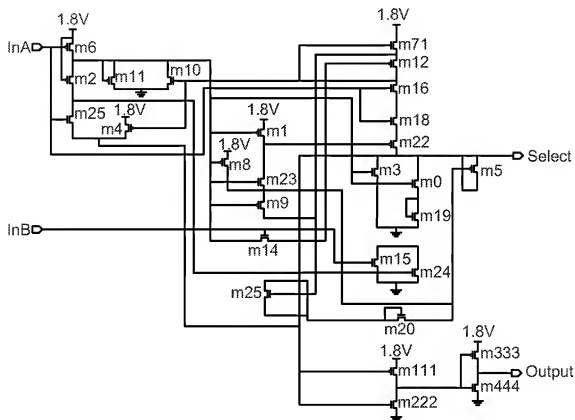 1.8V
1.8V
InA
m6
m71
m10
m12
m2
m11
m16
m25
1.8V
m4
1.8V
m18
m1
1.8V
m22
m8
Select
m3
m0
m5
m23
m9
m19
InB
m14
m15
m24
m25
m20
1.8V
1.8V
m333
m111
Output
m444
m222